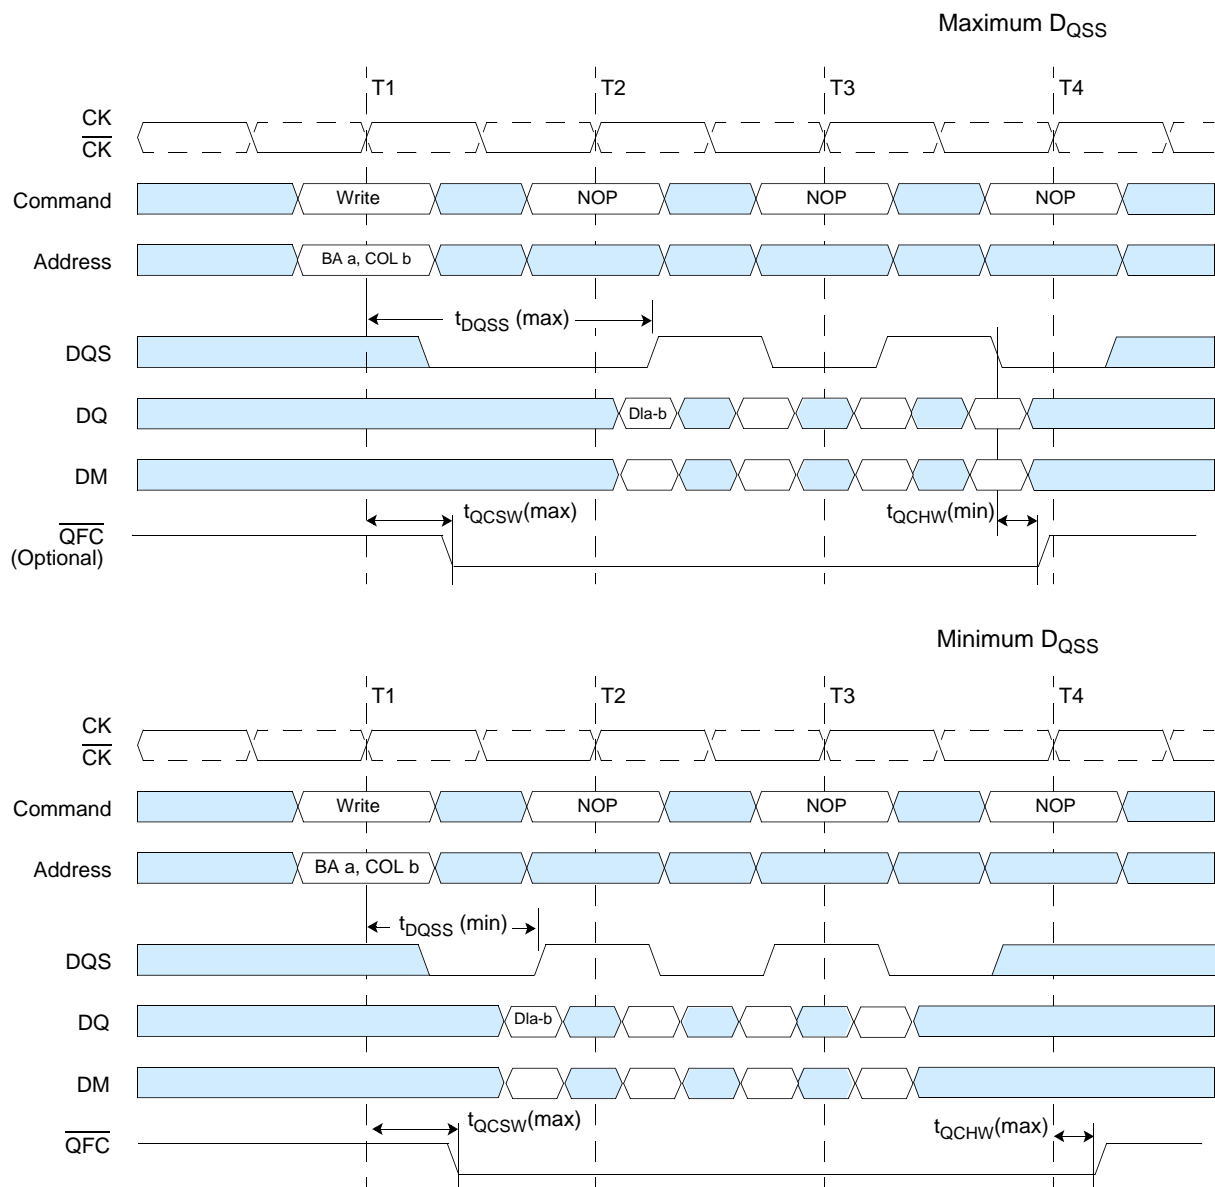 Maximum DQSS
T1 T2 T3 T4
CK
CK
Command Write NOP NOP NOP
Address BA a, COL b
tDQSS (max)
DQS
DQ Dla-b
DM
tQCSW(max) tQCHW(min)
QFC
(Optional)
Minimum DQSS
T1 T2 T3 T4
CK
CK
Command Write NOP NOP NOP
Address BA a, COL b
tDQSS (min)
DQS
DQ Dla-b
DM
tQCSW(max) tQCHW(max)
QFC